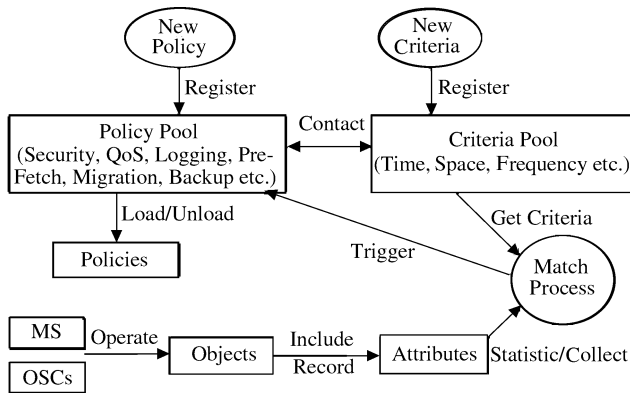 New
Policy
New
Criteria
Register
Register
Policy Pool
(Security, QoS, Logging, Pre-
Fetch, Migration, Backup etc.)
Contact
Criteria Pool
(Time, Space, Frequency etc.)
Load/Unload
Get Criteria
Trigger
Policies
Match
Process
MS
OSCs
Operate
Objects
Include
Record
Attributes
Statistic/Collect